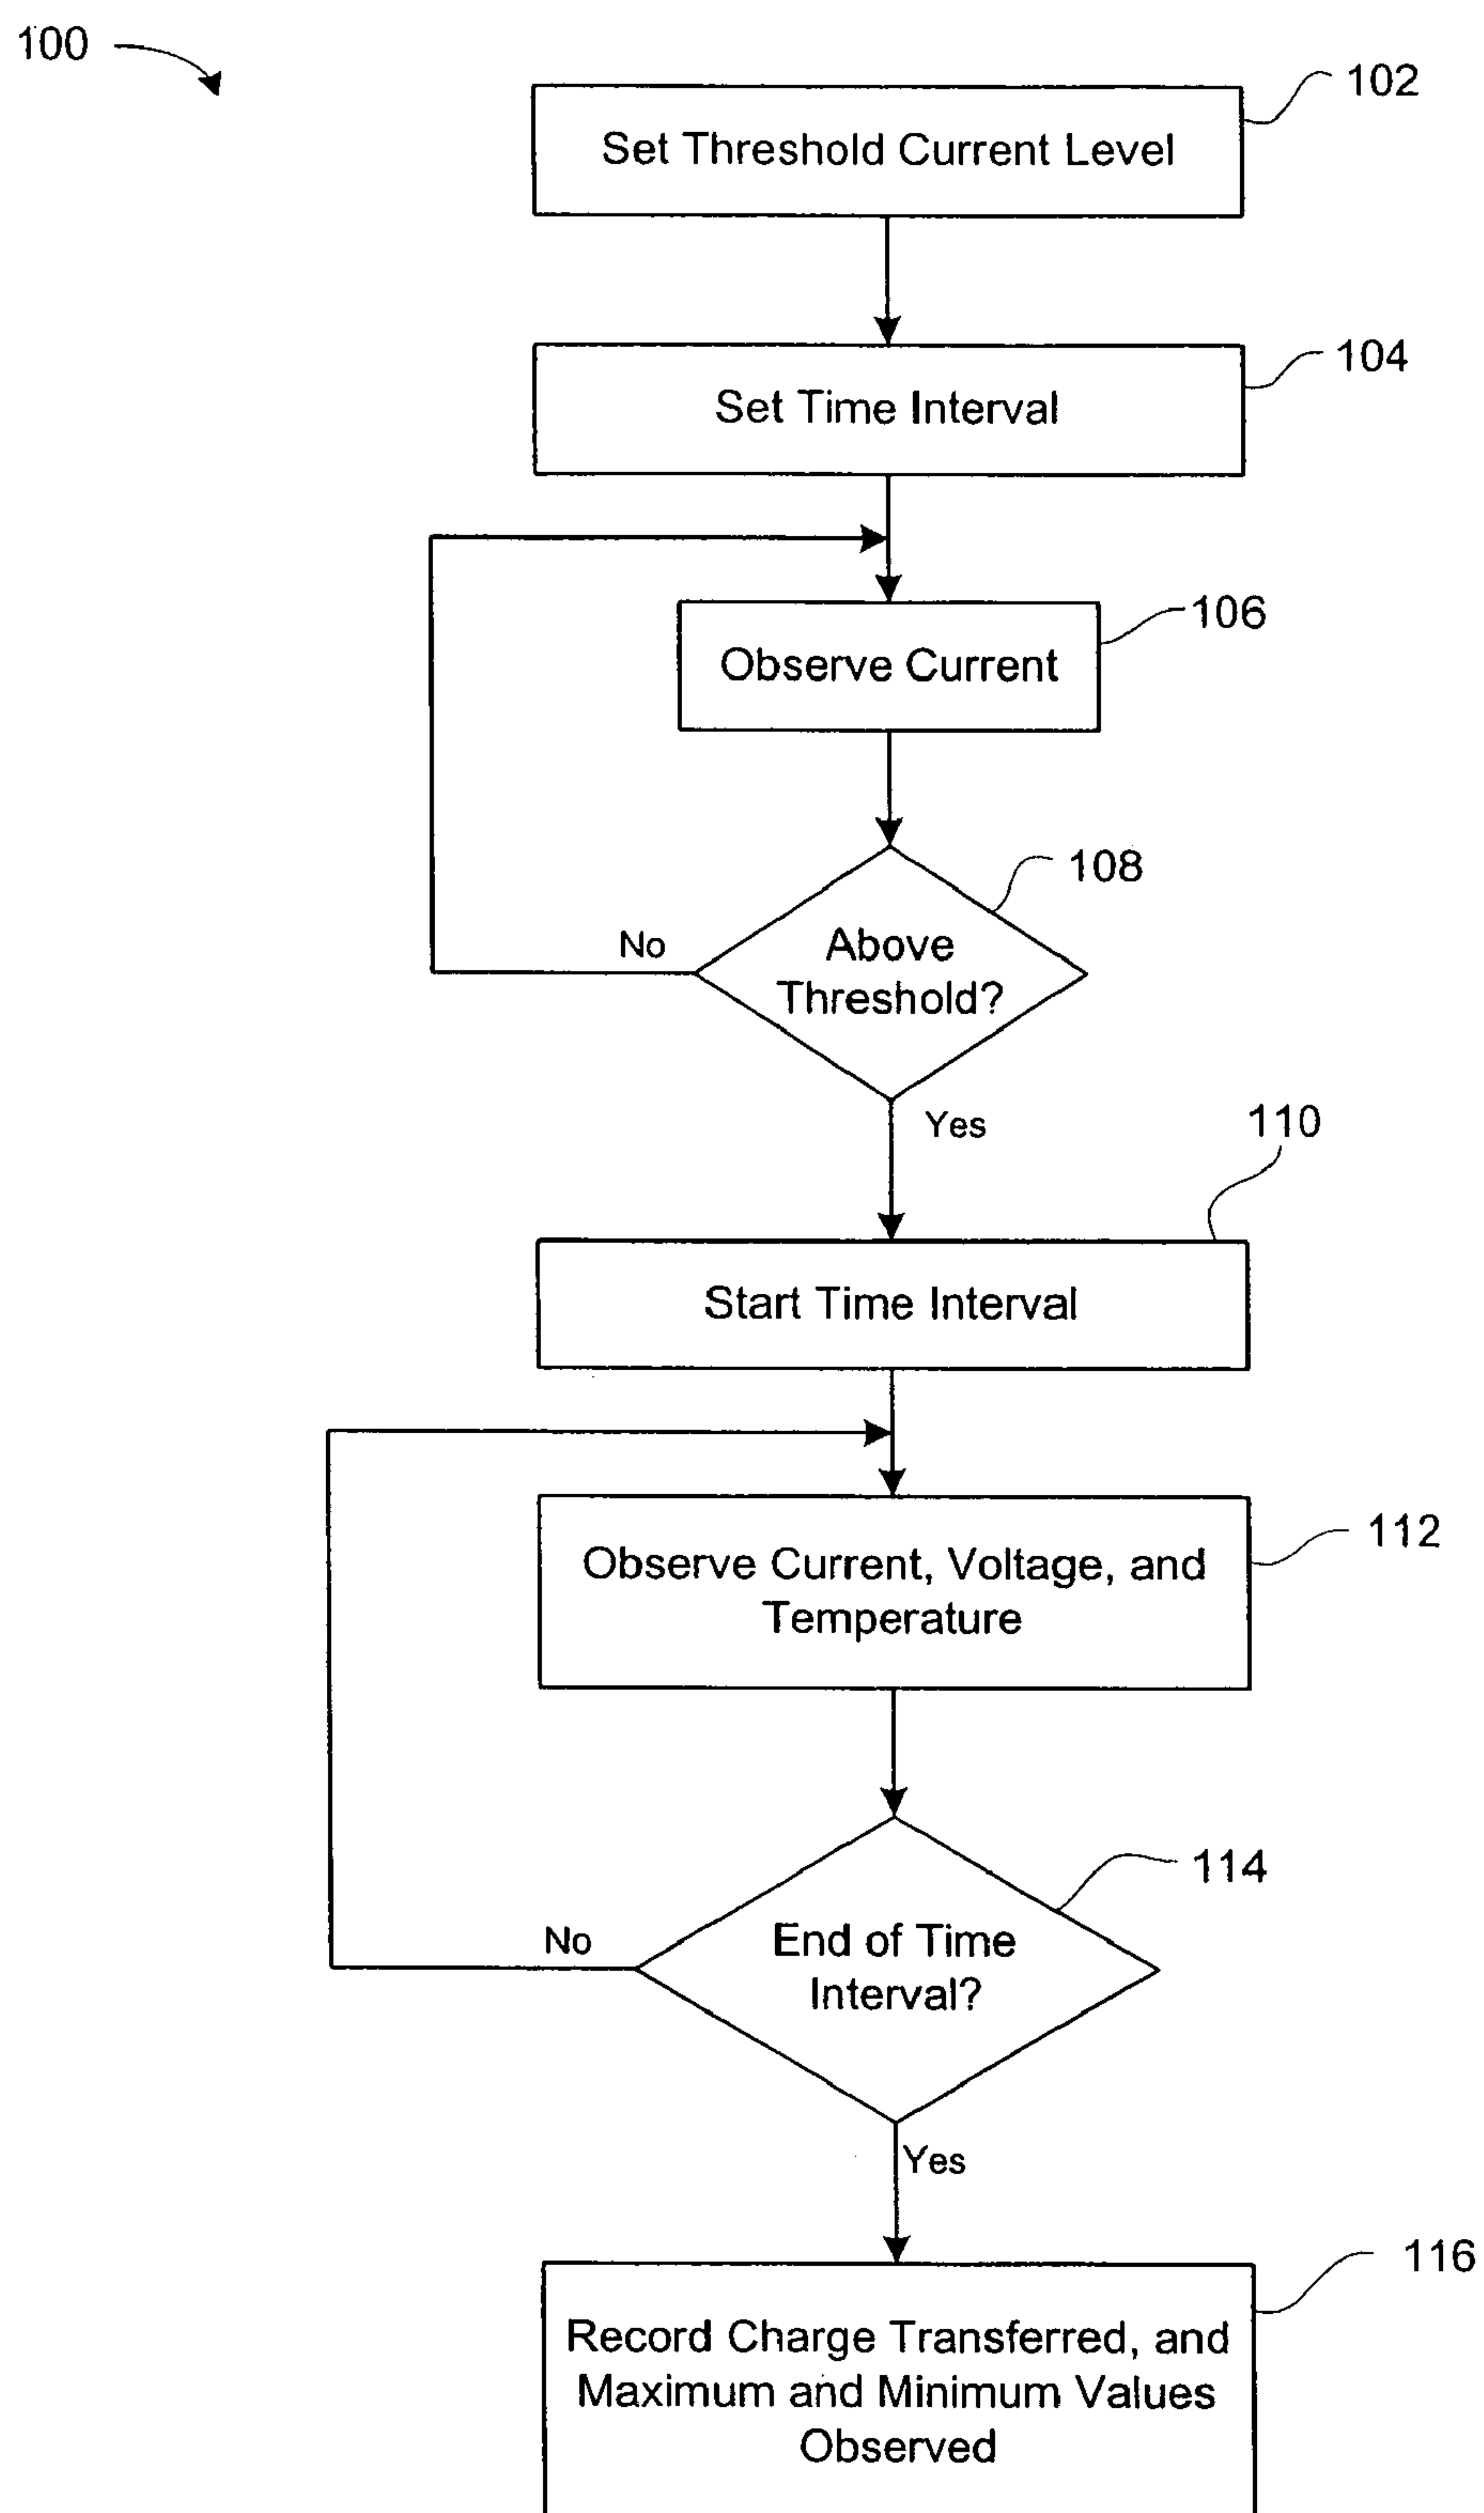 100
102
Set Threshold Current Level
104
Set Time Interval
106
Observe Current
108
No
Above
Threshold?
Yes
110
Start Time Interval
112
Observe Current, Voltage, and
Temperature
114
No
End of Time
Interval?
Yes
116
Record Charge Transferred, and
Maximum and Minimum Values
Observed